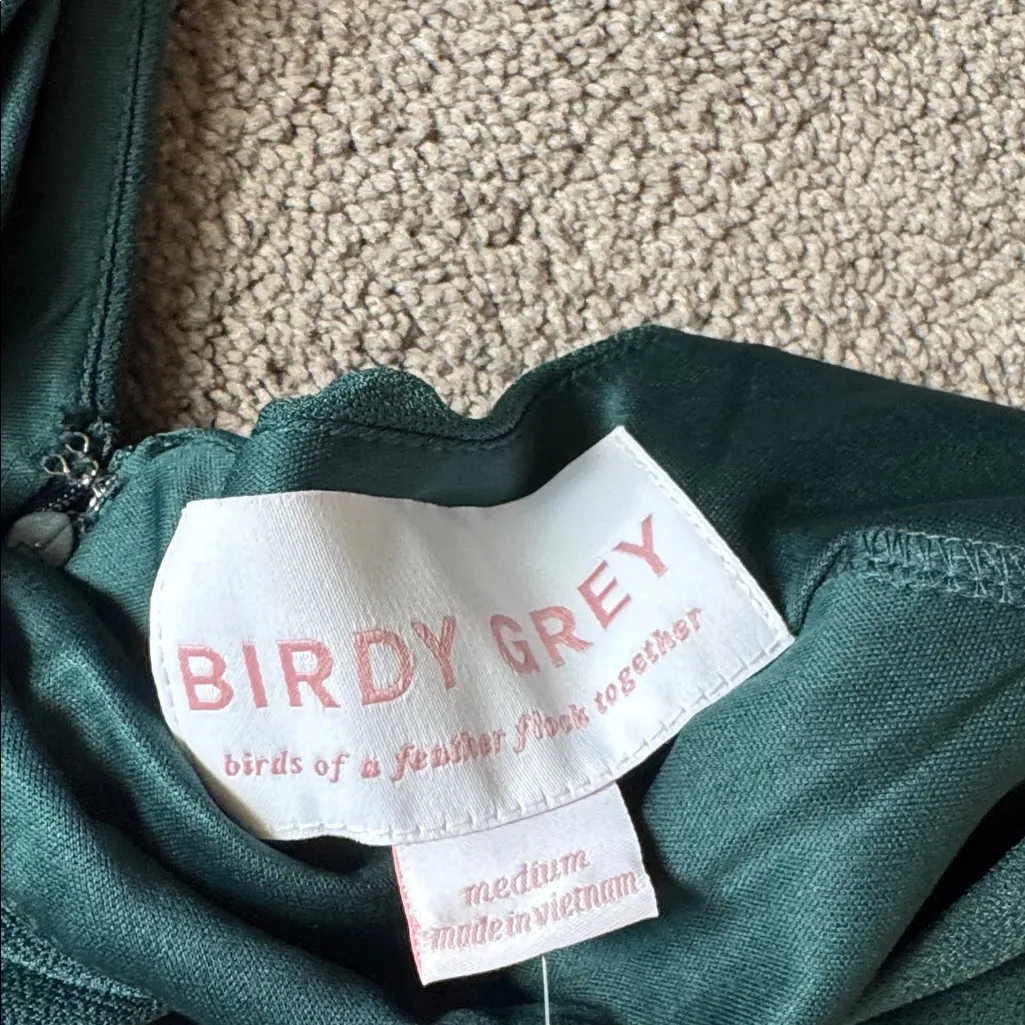 BIRDY GREY
birds of a feather flock together
medium
made in vietnam